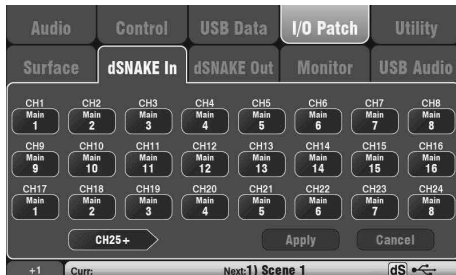 Audio Control USB Data I/O Patch Utility
Surface dSNAKE In dSNAKE Out Monitor USB Audio
CH1 CH2 CH3 CH4 CH5 CH6 CH7 CH8
Main Main Main Main Main Main Main Main
1 2 3 4 5 6 7 8
CH9 CH10 CH11 CH12 CH13 CH14 CH15 CH16
Main Main Main Main Main Main Main Main
9 10 11 12 13 14 15 16
CH17 CH18 CH19 CH20 CH21 CH22 CH23 CH24
Main Main Main Main Main Main Main Main
1 2 3 4 5 6 7 8
CH25+ Apply Cancel
+1 Curr: Next:1) Scene 1 dS